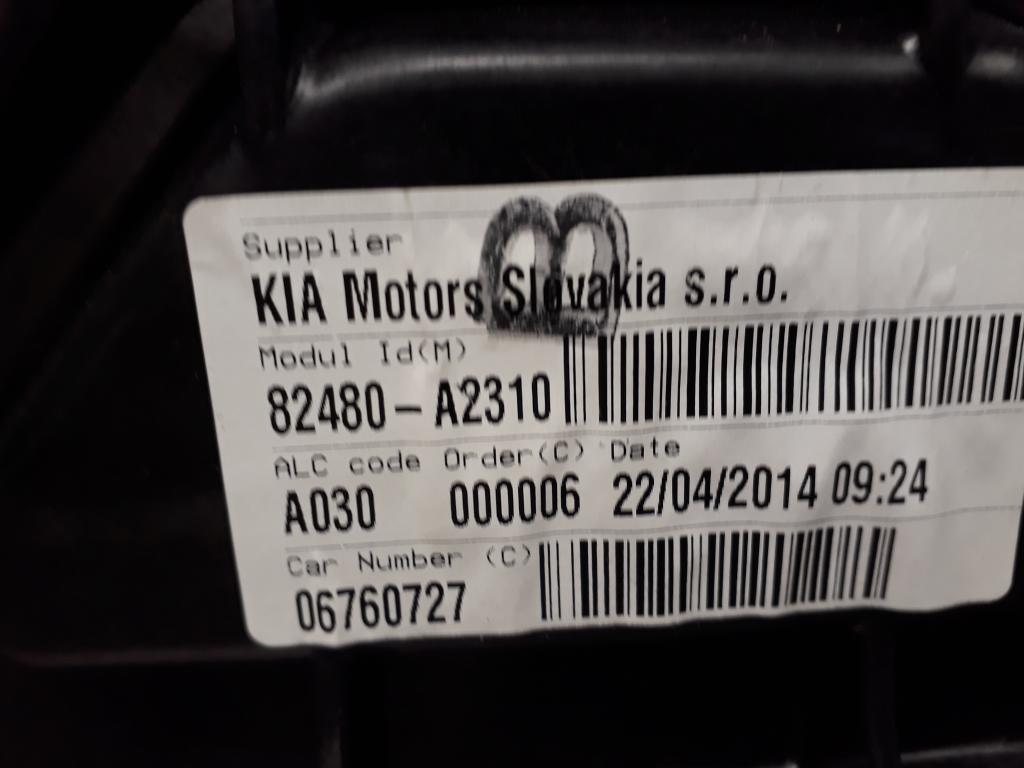 B
Supplier
KIA Motors Slovakia s.r.o.
Modul Id(M)
82480-A2310
ALC code Order(C) Date
A030 000006 22/04/2014 09:24
Car Number (C)
06760727